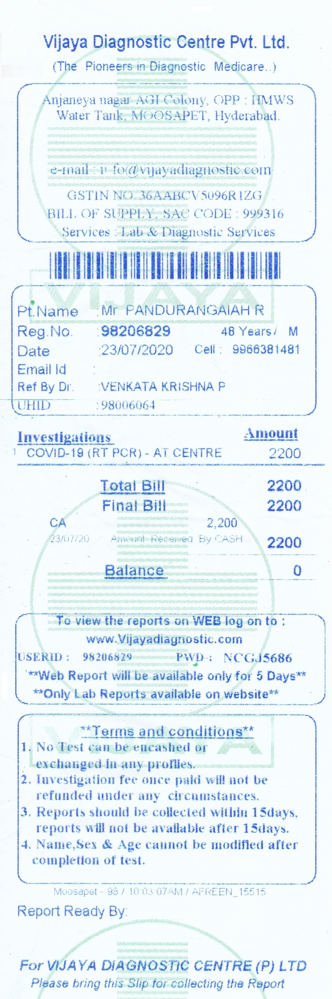 Vijaya Diagnostic Centre Pvt. Ltd.
(The Pioneers in Diagnostic Medicare..)
Anjaneya nagar AGI Colony, OPP : HMWS
Water Tank, MOOSAPET, Hyderabad.
e-mail : i fo@vijayadiagnostic.com
GSTIN NO. 36AABCV5096R1ZG
BILL OF SUPPLY, SAC CODE : 999316
Services : Lab & Diagnostic Services
VIJAYA
Pt.Name : Mr. PANDURANGAIAH R
Reg.No. :98206829 48 Years/ M
Date :23/07/2020 Cell : 9966381481
Email Id :
Ref By Dr. :VENKATA KRISHNA P
UHID :98006064
Investigations Amount
1 COVID-19 (RT PCR) - AT CENTRE 2200
Total Bill 2200
Final Bill 2200
CA 2,200
23/07/20 Amount Received By CASH 2200
Balance 0
To view the reports on WEB log on to :
www.Vijayadiagnostic.com
USERID : 98206829 PWD : NCGJ5686
**Web Report will be available only for 5 Days**
**Only Lab Reports available on website**
VIJAYA
**Terms and conditions**
1. No Test can be encashed or
exchanged in any profiles.
2. Investigation fee once paid will not be
refunded under any circumstances.
3. Reports should be collected within 15days,
reports will not be available after 15days.
4. Name,Sex & Age cannot be modified after
completion of test.
Moosapet - 98 / 10:03:07AM / AFREEN_15515
Report Ready By:
For VIJAYA DIAGNOSTIC CENTRE (P) LTD
Please bring this Slip for collecting the Report